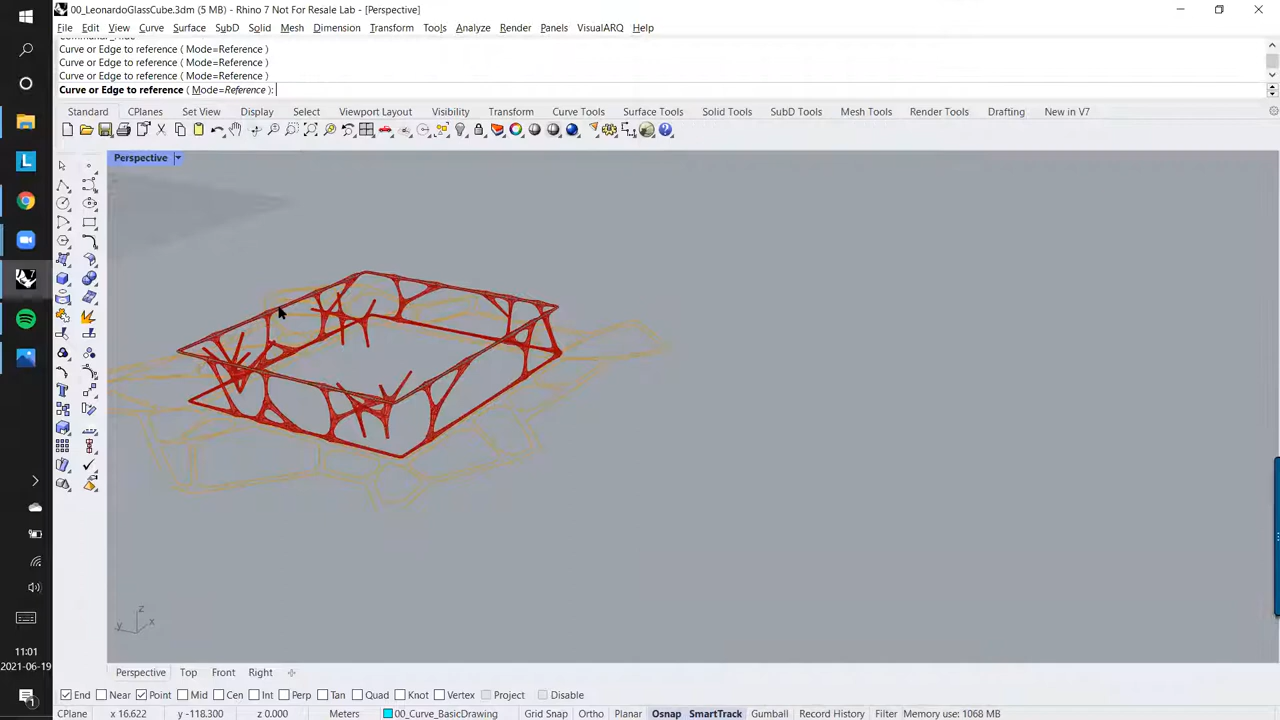 00_LeonardoGlassCube.3dm (5 MB) - Rhino 7 Not For Resale Lab - [Perspective]
File Edit View Curve Surface Solid SubD Mesh Dimension Transform Tools Analyze Render Panels VisualARQ Help
Curve or Edge to reference ( Mode=Reference )
Curve or Edge to reference ( Mode=Reference )
Curve or Edge to reference ( Mode=Reference )
Curve or Edge to reference ( Mode=Reference ):
Standard CPlanes Set View Display Select Viewport Layout Visibility Transform Curve Tools Surface Tools Solid Tools SubD Tools Mesh Tools Render Tools Drafting New in V7
Perspective
L
7
z
y
x
11:01
2021-06-19
1
Perspective Top Front Right
End Near Point Mid Cen Int Perp Tan Quad Knot Vertex Project Disable
CPlane x 16.622 y -118.300 z 0.000 Meters 00_Curve_BasicDrawing Grid Snap Ortho Planar Osnap SmartTrack Gumball Record History Filter Memory use: 1068 MB